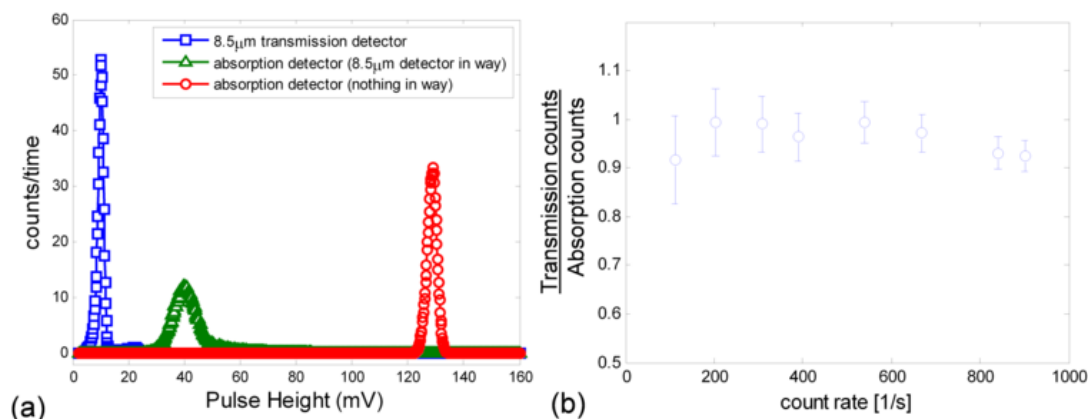 60
50
40
30
20
10
0
counts/time
8.5μm transmission detector
absorption detector (8.5μm detector in way)
absorption detector (nothing in way)
0 20 40 60 80 100 120 140 160
Pulse Height (mV)
(a)
1.1
1
0.9
0.8
0.7
0.6
0.5
Transmission counts
Absorption counts
0 200 400 600 800 1000
count rate [1/s]
(b)